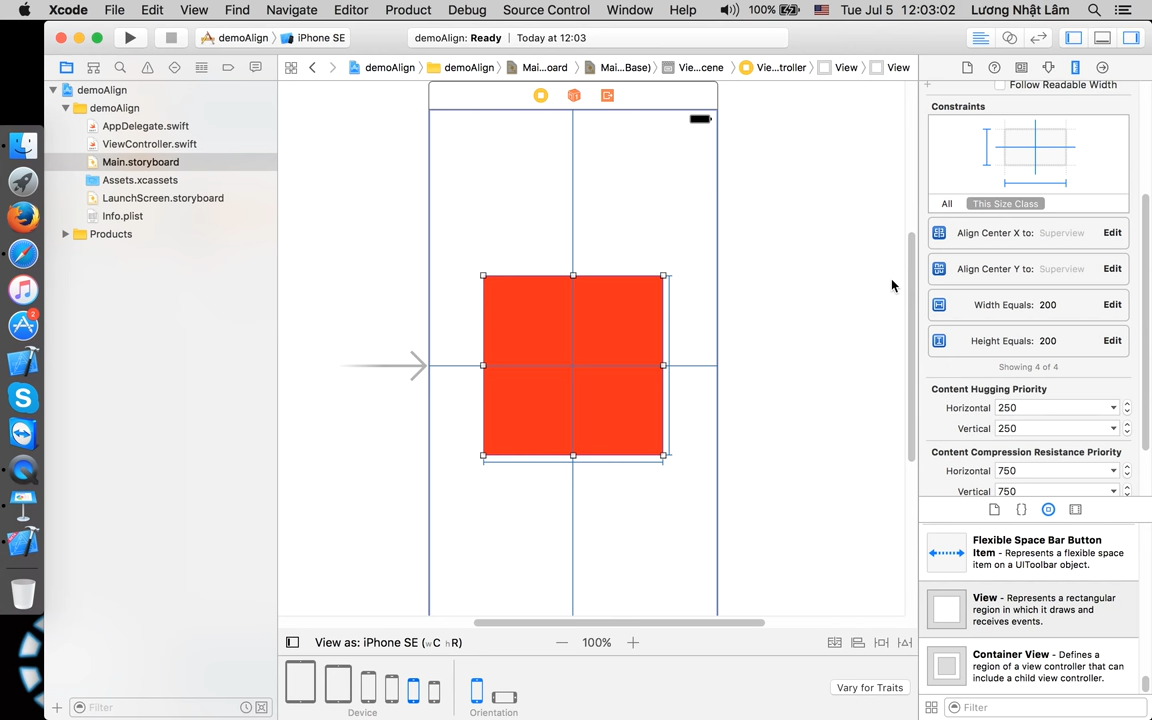 Xcode File Edit View Find Navigate Editor Product Debug Source Control Window Help 100% Tue Jul 5 12:03:02 Lương Nhật Lâm
demoAlign iPhone SE
demoAlign: Ready Today at 12:03
demoAlign demoAlign Mai...oard Mai...Base) Vie...cene Vie...troller View View
demoAlign
demoAlign
AppDelegate.swift
ViewController.swift
Main.storyboard
Assets.xcassets
LaunchScreen.storyboard
Info.plist
Products
Follow Readable Width
Constraints
All This Size Class
Align Center X to: Superview Edit
Align Center Y to: Superview Edit
Width Equals: 200 Edit
Height Equals: 200 Edit
Showing 4 of 4
Content Hugging Priority
Horizontal 250
Vertical 250
Content Compression Resistance Priority
Horizontal 750
Vertical 750
Flexible Space Bar Button
Item - Represents a flexible space
item on a UIToolbar object.
View - Represents a rectangular
region in which it draws and
receives events.
Container View - Defines a
region of a view controller that can
include a child view controller.
View as: iPhone SE (wC hR)
100%
Device
Orientation
Vary for Traits
Filter
Filter
2